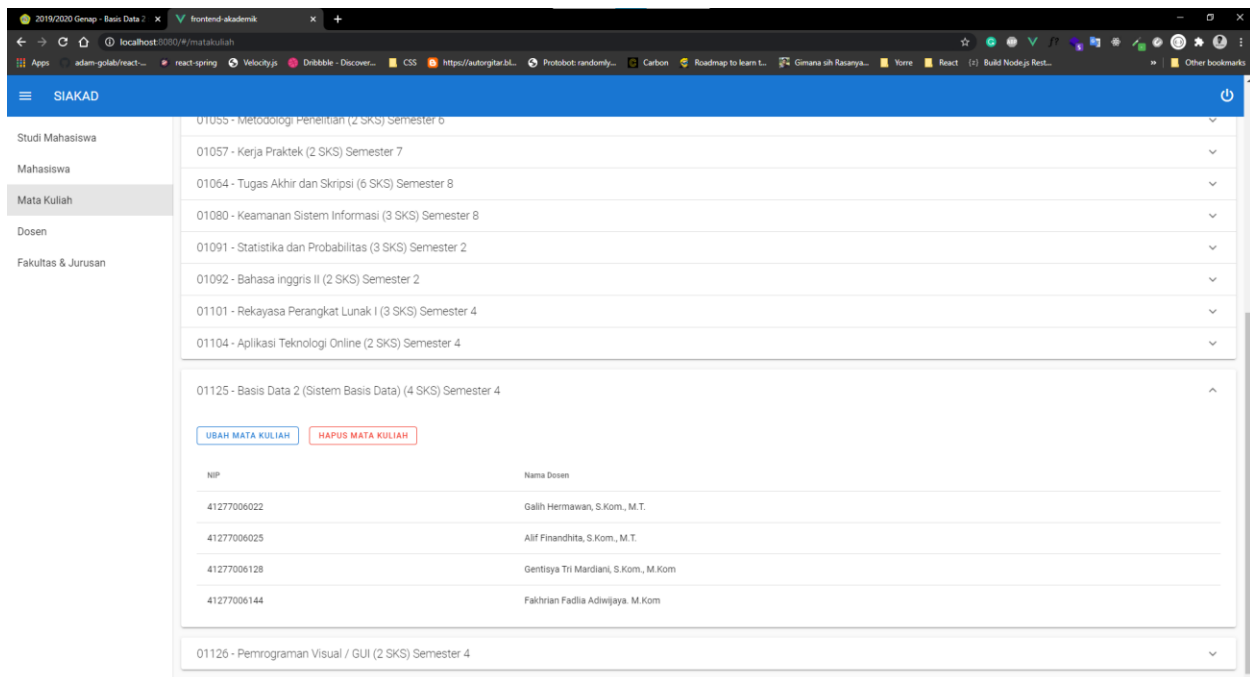 2019/2020 Genap - Basis Data 2
frontend-akademik
localhost:8080/#/matakuliah
Apps adam-golab/react-... react-spring Velocity.js Dribbble - Discover... CSS https://autorgitar.bl... Protobot: randomly... Carbon Roadmap to learn t... Gimana sih Rasanya... Yorre React Build Node.js Rest... » Other bookmarks
SIAKAD
Studi Mahasiswa
Mahasiswa
Mata Kuliah
Dosen
Fakultas & Jurusan
01055 - Metodologi Penelitian (2 SKS) Semester 6
01057 - Kerja Praktek (2 SKS) Semester 7
01064 - Tugas Akhir dan Skripsi (6 SKS) Semester 8
01080 - Keamanan Sistem Informasi (3 SKS) Semester 8
01091 - Statistika dan Probabilitas (3 SKS) Semester 2
01092 - Bahasa inggris II (2 SKS) Semester 2
01101 - Rekayasa Perangkat Lunak I (3 SKS) Semester 4
01104 - Aplikasi Teknologi Online (2 SKS) Semester 4
01125 - Basis Data 2 (Sistem Basis Data) (4 SKS) Semester 4
UBAH MATA KULIAH HAPUS MATA KULIAH
NIP Nama Dosen
41277006022 Galih Hermawan, S.Kom., M.T.
41277006025 Alif Finandhita, S.Kom., M.T.
41277006128 Gentisya Tri Mardiani, S.Kom., M.Kom
41277006144 Fakhrian Fadlia Adiwijaya. M.Kom
01126 - Pemrograman Visual / GUI (2 SKS) Semester 4